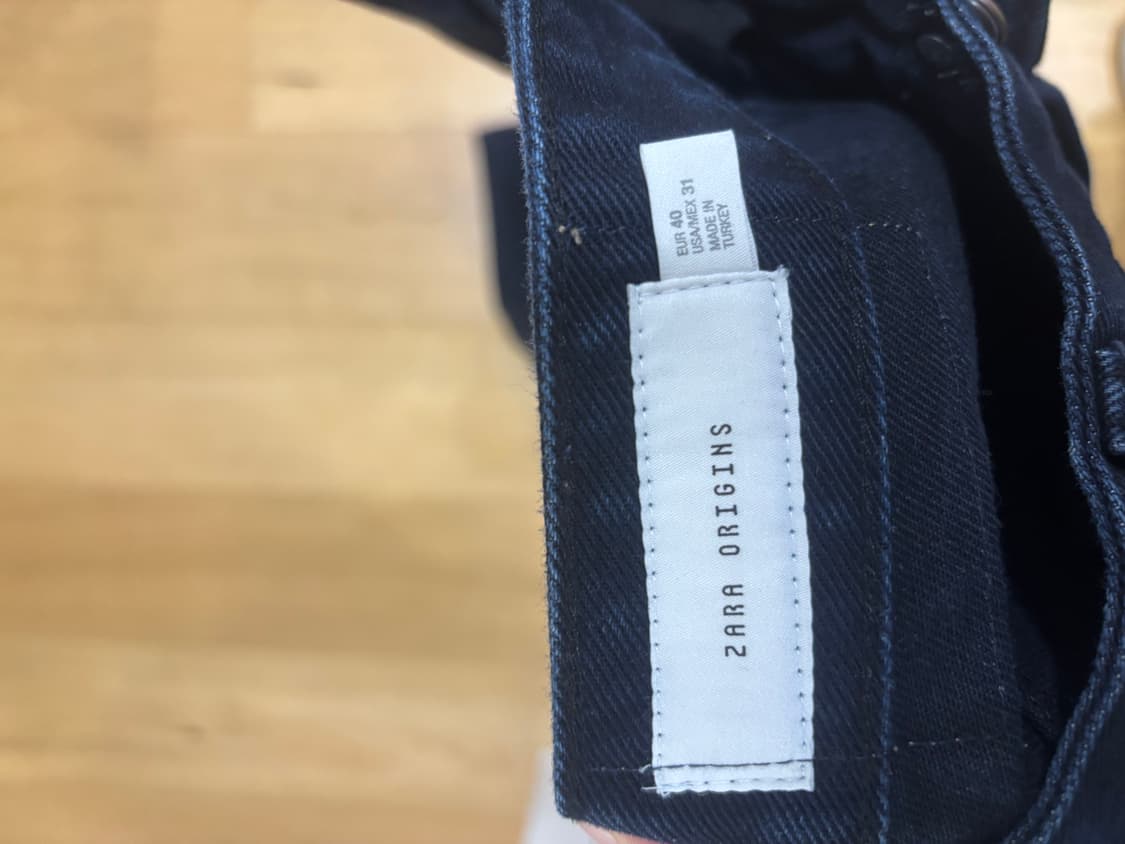 EUR 40
USA/MEX 31
MADE IN
TURKEY
ZARA ORIGINS